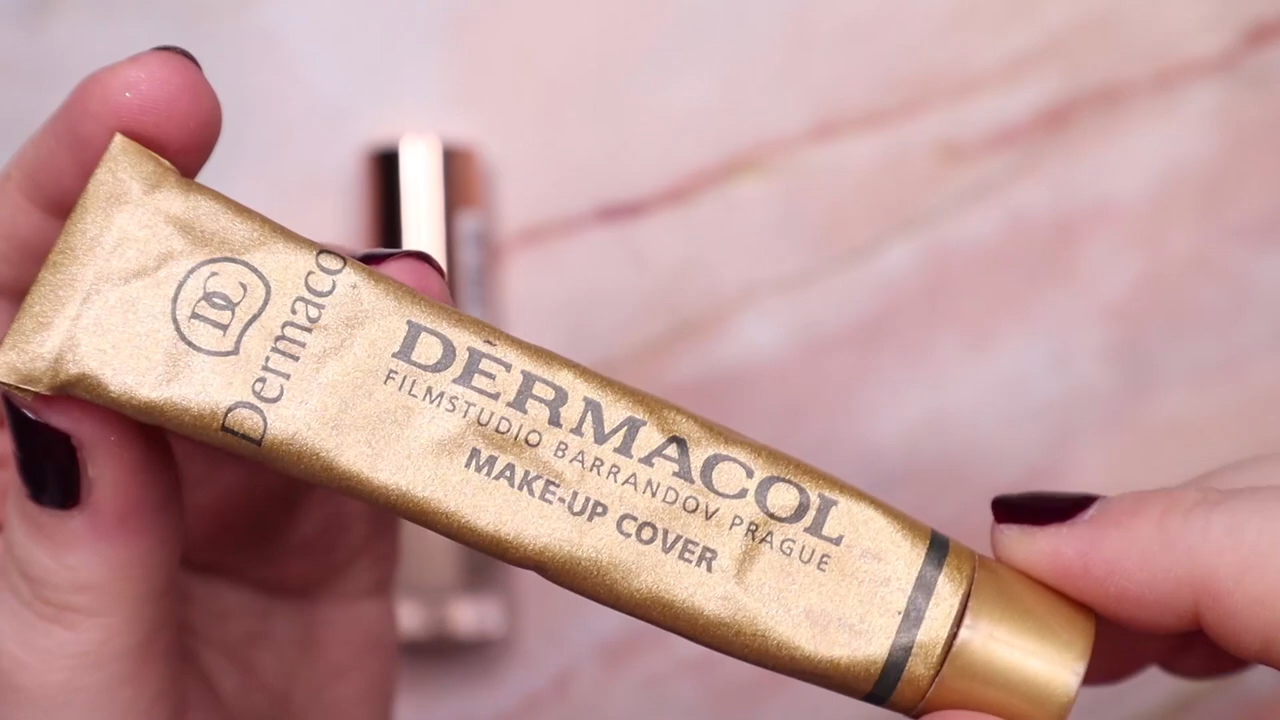 DC
Dermacol
DERMACOL
FILMSTUDIO BARRANDOV PRAGUE
MAKE-UP COVER